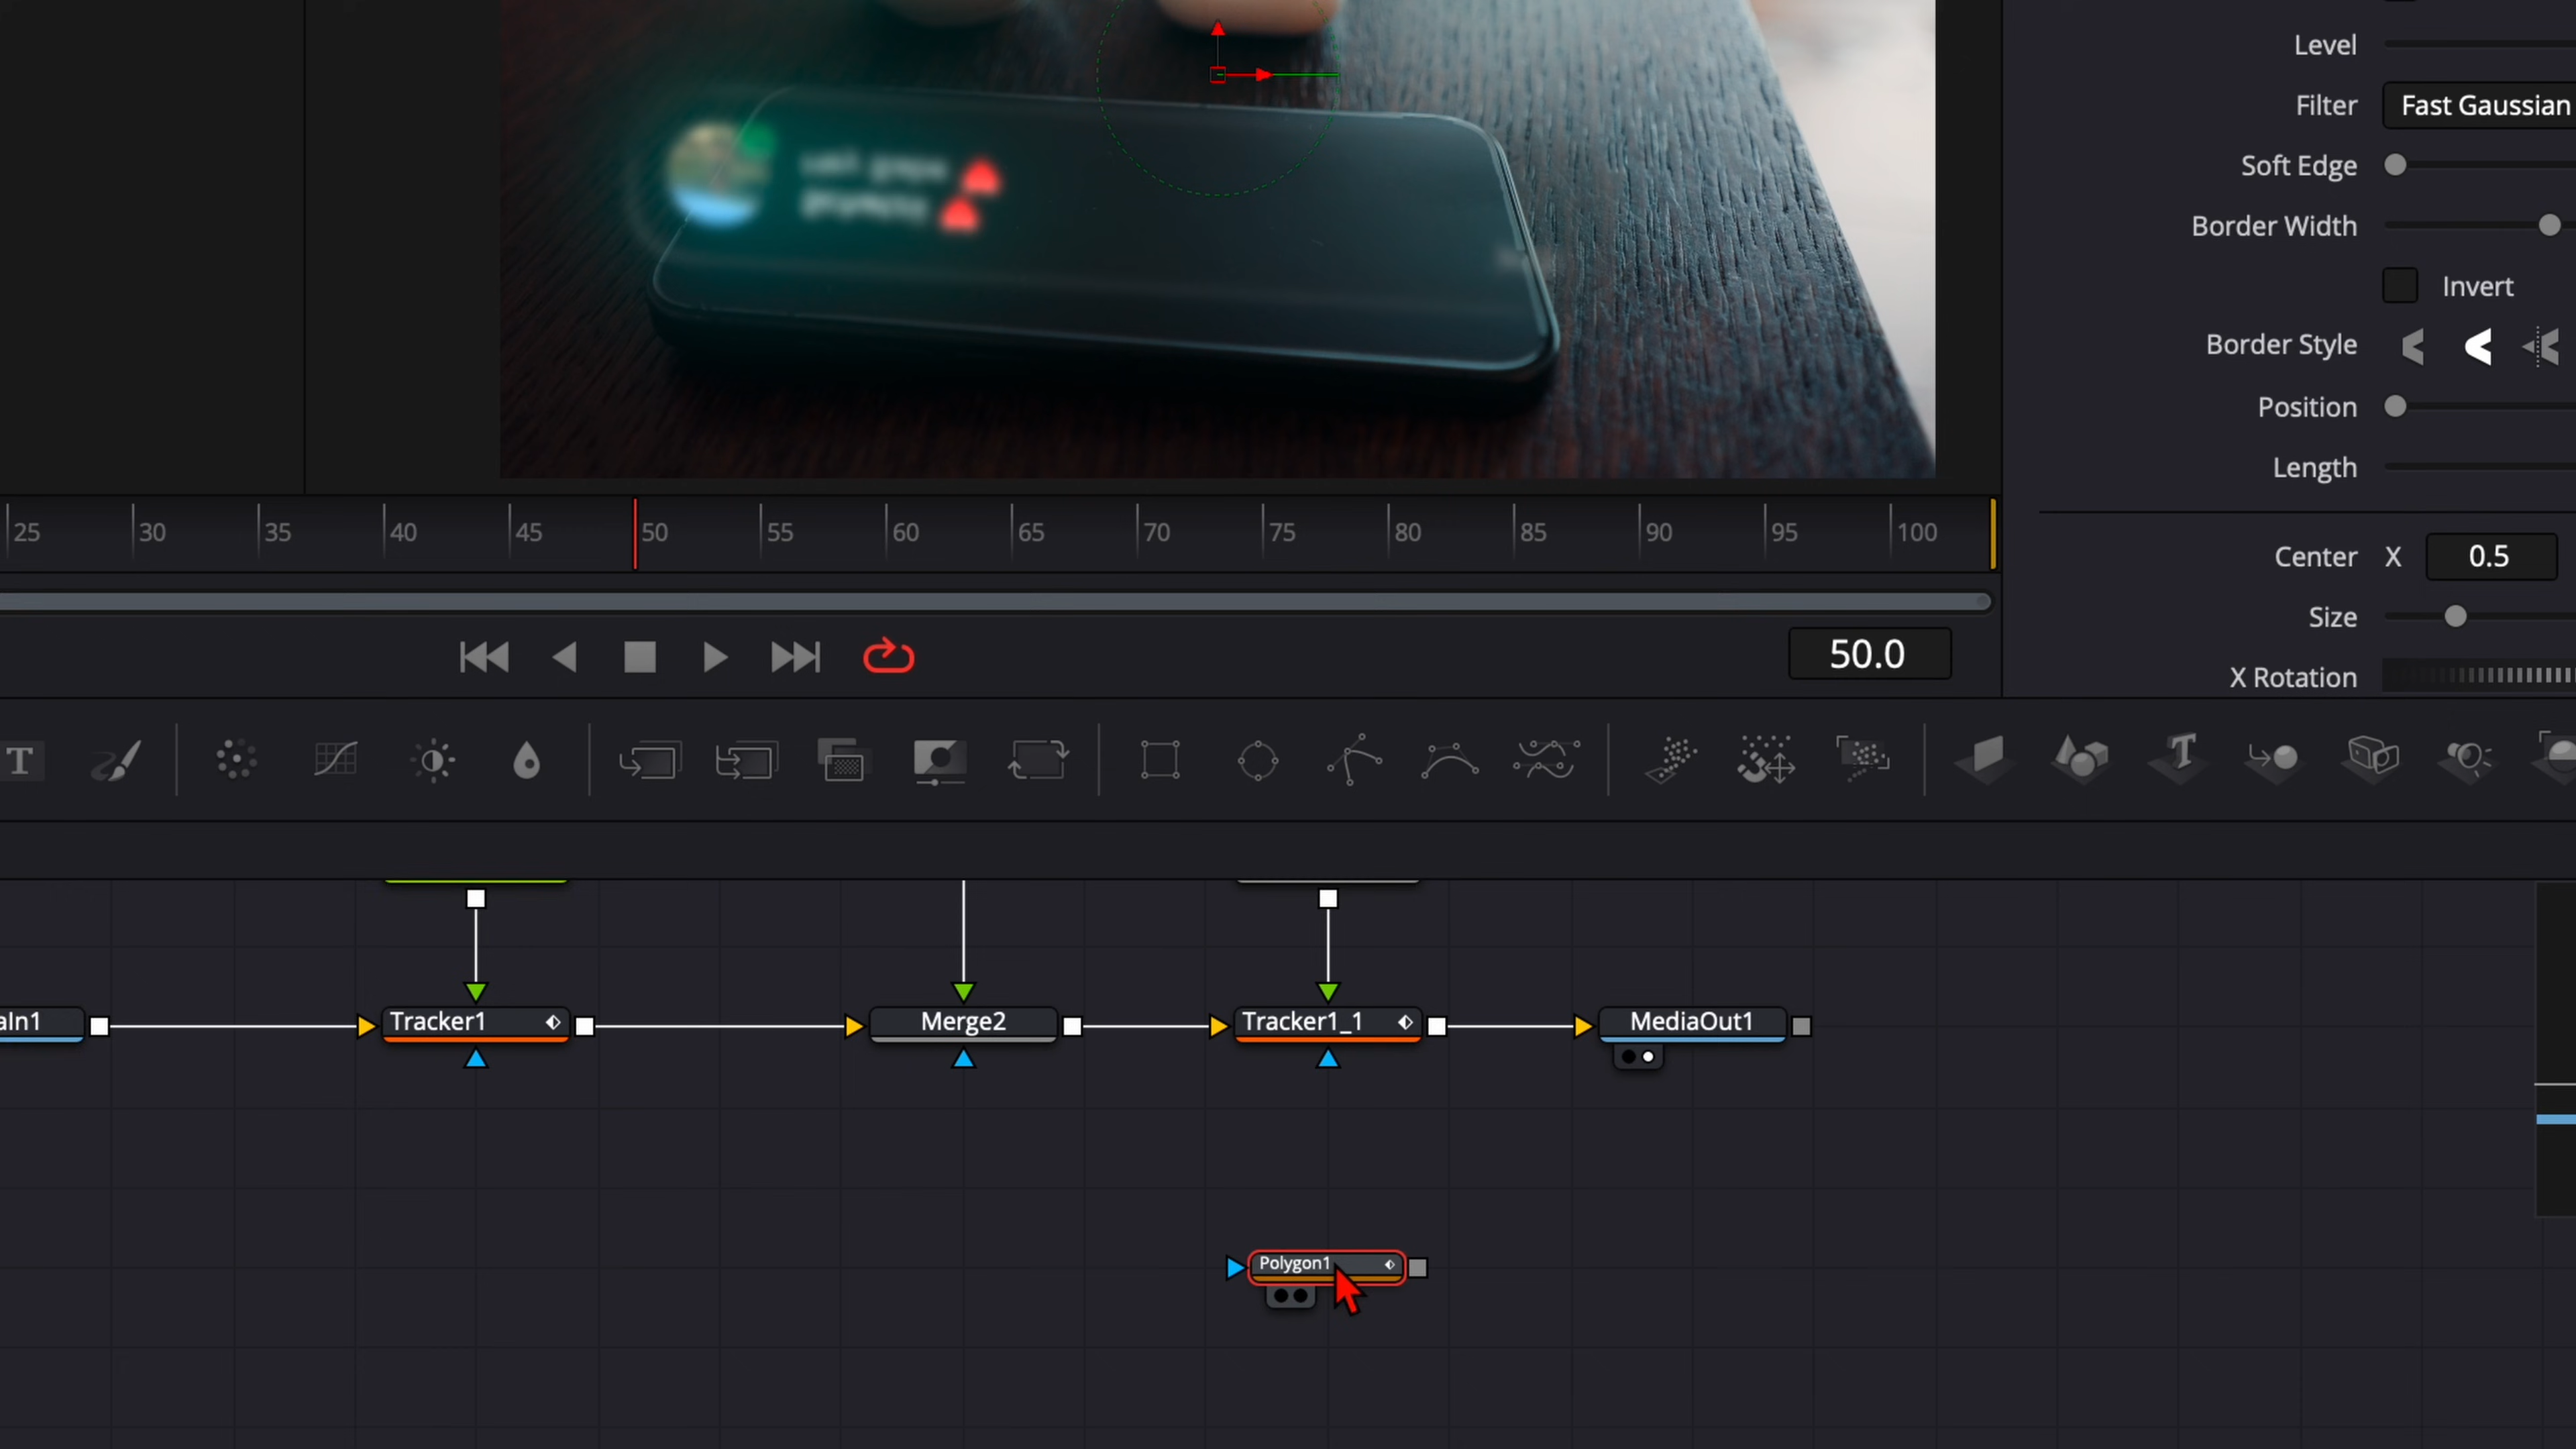 Level
Filter Fast Gaussian
Soft Edge
Border Width
Invert
Border Style
Position
Length
25 30 35 40 45 50 55 60 65 70 75 80 85 90 95 100
Center X 0.5
Size
50.0
X Rotation
T
T
aIn1 Tracker1 Merge2 Tracker1_1 MediaOut1
Polygon1